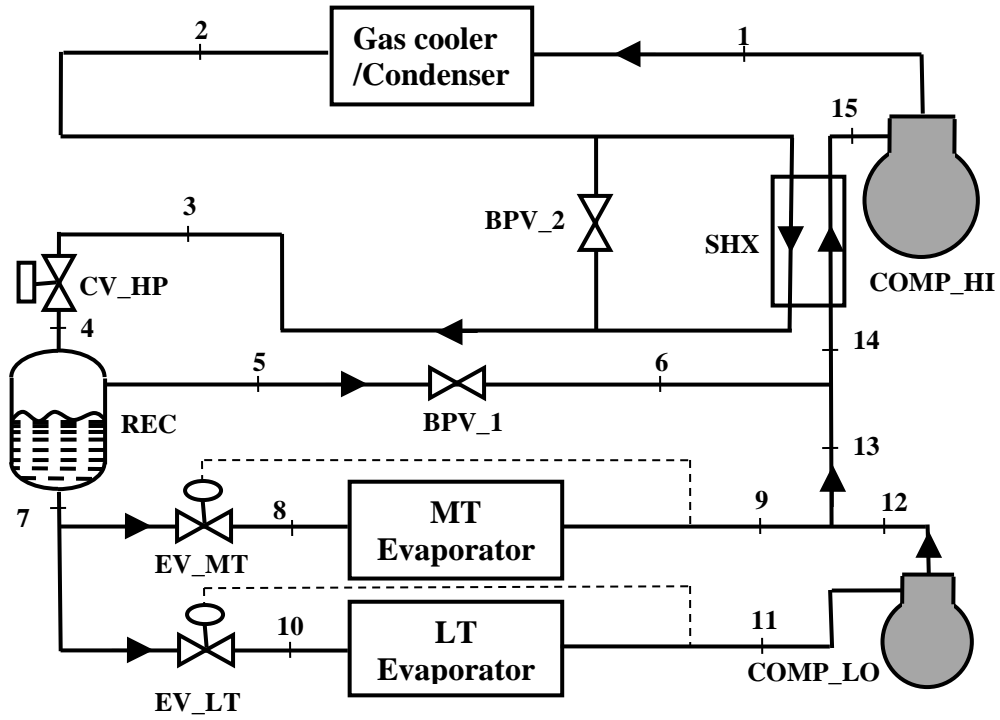 2
Gas cooler
/Condenser
1
15
BPV_2
SHX
COMP_HI
3
CV_HP
4
14
5
6
REC
BPV_1
13
7
8
MT
Evaporator
9
12
EV_MT
10
LT
Evaporator
11
COMP_LO
EV_LT